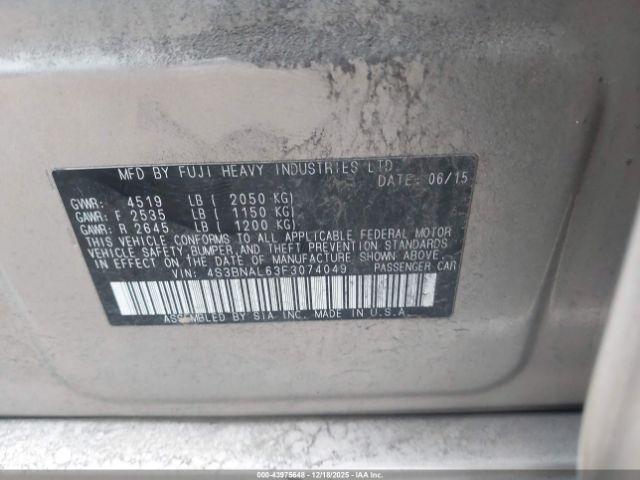 MFD BY FUJI HEAVY INDUSTRIES LTD.
DATE: 06/15
GVWR: 4519 LB ( 2050 KG)
GAWR: F 2535 LB ( 1150 KG)
GAWR: R 2645 LB ( 1200 KG)
THIS VEHICLE CONFORMS TO ALL APPLICABLE FEDERAL MOTOR
VEHICLE SAFETY, BUMPER, AND THEFT PREVENTION STANDARDS
IN EFFECT ON THE DATE OF MANUFACTURE SHOWN ABOVE.
VIN: 4S3BNAL63F3074049 PASSENGER CAR
ASSEMBLED BY SIA INC. MADE IN U.S.A.
000-43975648 - 12/18/2025 - IAAI.COM